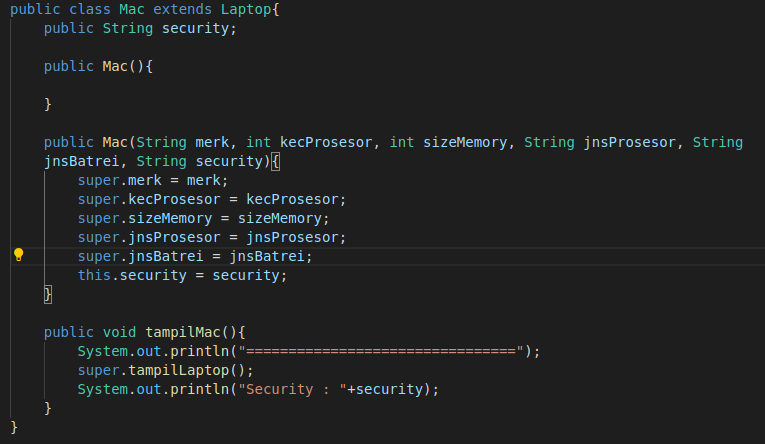 public class Mac extends Laptop{
    public String security;

    public Mac(){

    }

    public Mac(String merk, int kecProsesor, int sizeMemory, String jnsProsesor, String
    jnsBatrei, String security){
        super.merk = merk;
        super.kecProsesor = kecProsesor;
        super.sizeMemory = sizeMemory;
        super.jnsProsesor = jnsProsesor;
        super.jnsBatrei = jnsBatrei;
        this.security = security;
    }

    public void tampilMac(){
        System.out.println("================================");
        super.tampilLaptop();
        System.out.println("Security : "+security);
    }
}